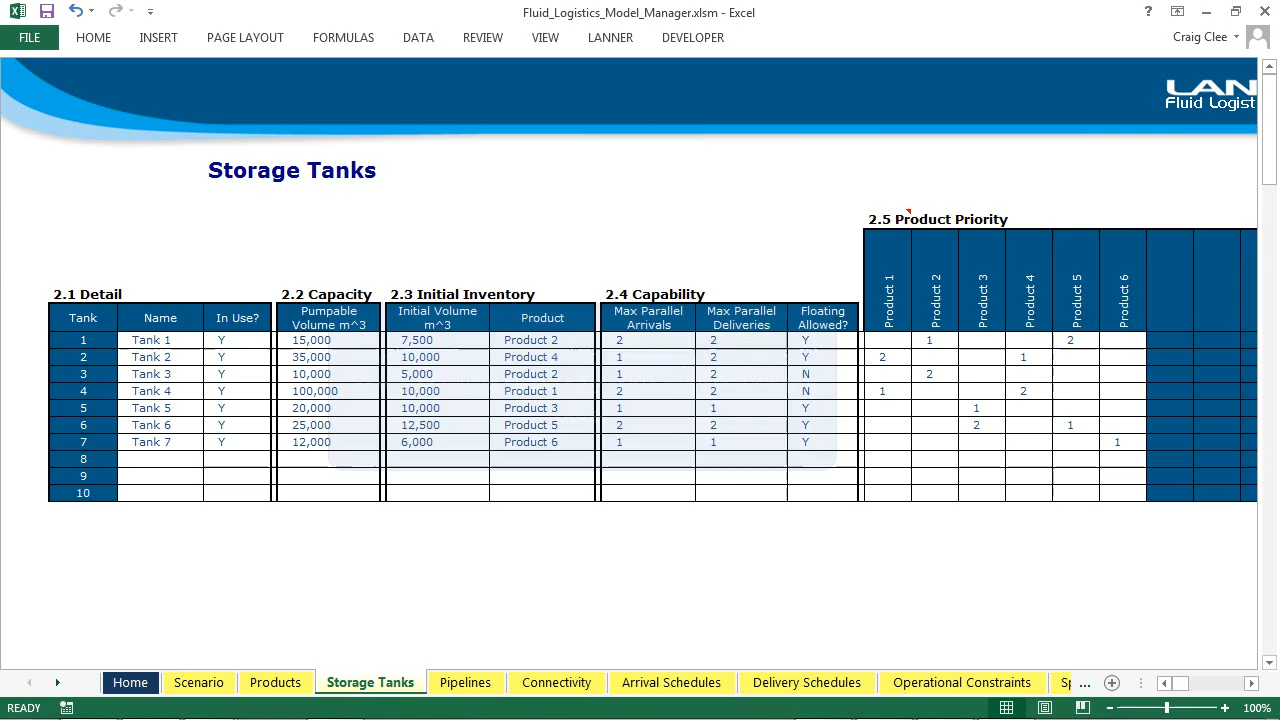 Fluid_Logistics_Model_Manager.xlsm - Excel
FILE HOME INSERT PAGE LAYOUT FORMULAS DATA REVIEW VIEW LANNER DEVELOPER Craig Clee
LAN
Fluid Logist
Storage Tanks
2.5 Product Priority
Product 1 Product 2 Product 3 Product 4 Product 5 Product 6
2.1 Detail 2.2 Capacity 2.3 Initial Inventory 2.4 Capability
Tank Name In Use? Pumpable Volume m^3 Initial Volume m^3 Product Max Parallel Arrivals Max Parallel Deliveries Floating Allowed?
1 Tank 1 Y 15,000 7,500 Product 2 2 2 Y 1 2
2 Tank 2 Y 35,000 10,000 Product 4 1 2 Y 2 1
3 Tank 3 Y 10,000 5,000 Product 2 1 2 N 2
4 Tank 4 Y 100,000 10,000 Product 1 2 2 N 1 2
5 Tank 5 Y 20,000 10,000 Product 3 1 1 Y 1
6 Tank 6 Y 25,000 12,500 Product 5 2 2 Y 2 1
7 Tank 7 Y 12,000 6,000 Product 6 1 1 Y 1
8
9
10
Home Scenario Products Storage Tanks Pipelines Connectivity Arrival Schedules Delivery Schedules Operational Constraints Sp ...
READY 100%